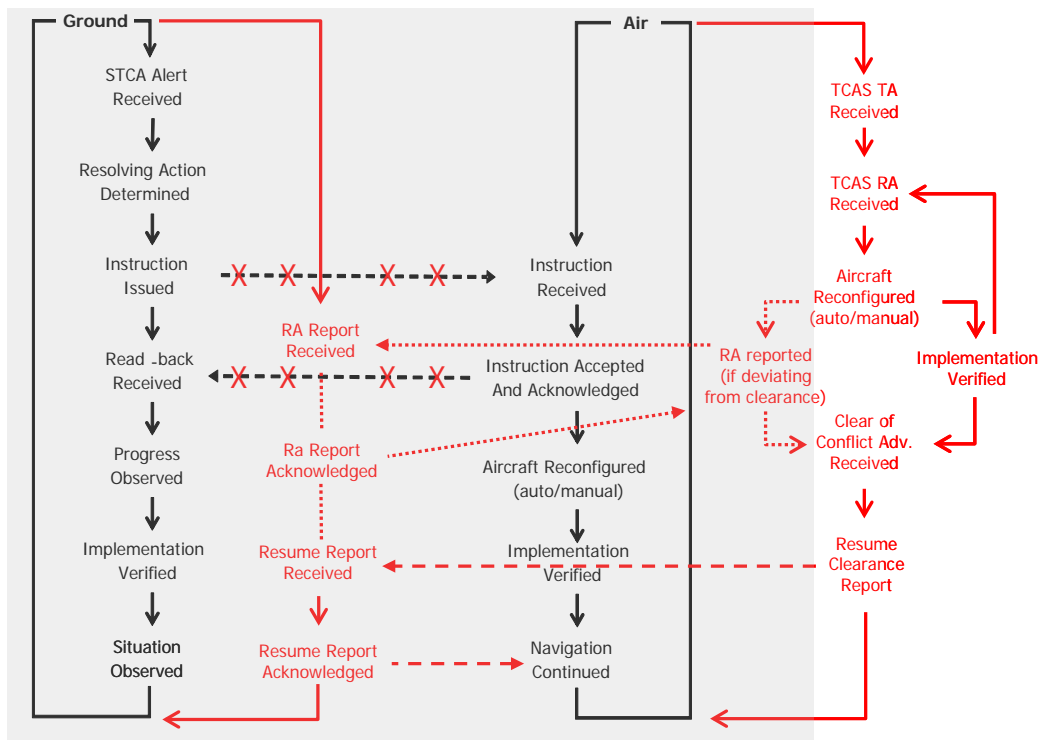 Ground
STCA Alert
Received
Resolving Action
Determined
Instruction
Issued
Read -back
Received
Progress
Observed
Implementation
Verified
Situation
Observed
X X X X
X X X X
RA Report
Received
Ra Report
Acknowledged
Resume Report
Received
Resume Report
Acknowledged
Air
Instruction
Received
Instruction Accepted
And Acknowledged
Aircraft Reconfigured
(auto/manual)
Implementation
Verified
Navigation
Continued
TCAS TA
Received
TCAS RA
Received
Aircraft
Reconfigured
(auto/manual)
RA reported
(if deviating
from clearance)
Implementation
Verified
Clear of
Conflict Adv.
Received
Resume
Clearance
Report